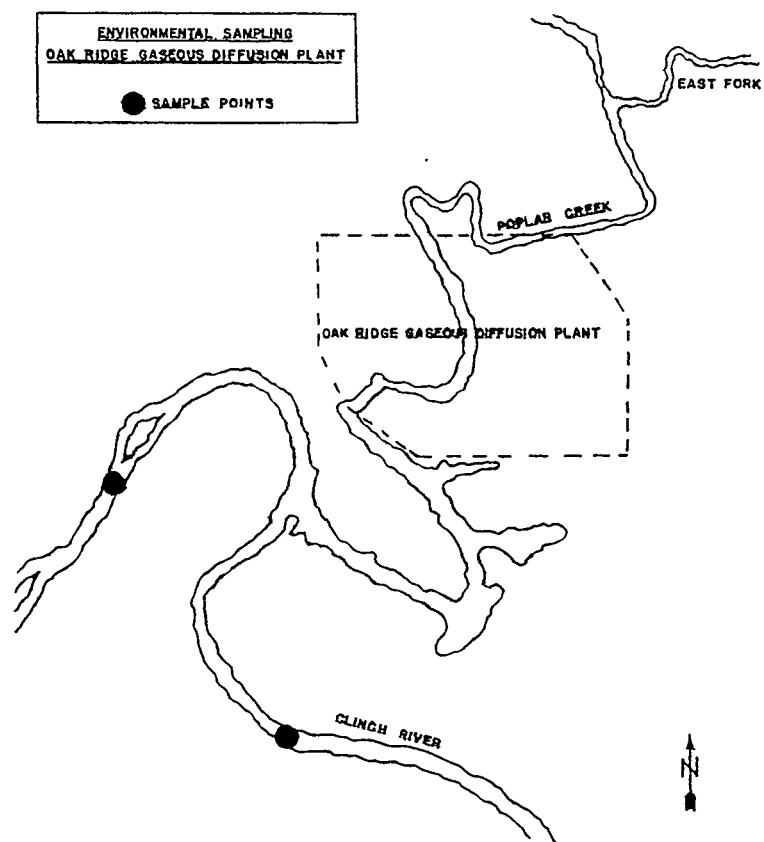 ENVIRONMENTAL SAMPLING
OAK RIDGE GASEOUS DIFFUSION PLANT
SAMPLE POINTS
EAST FORK
POPLAR CREEK
OAK RIDGE GASEOUS DIFFUSION PLANT
CLINCH RIVER
N